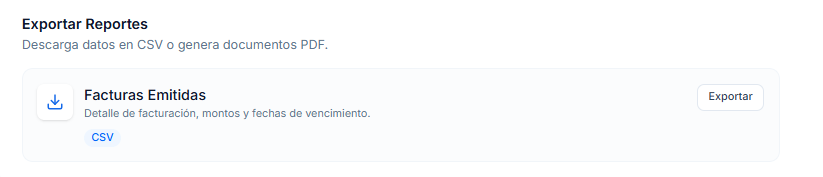 Exportar Reportes
Descarga datos en CSV o genera documentos PDF.
Facturas Emitidas
Exportar
Detalle de facturación, montos y fechas de vencimiento.
CSV